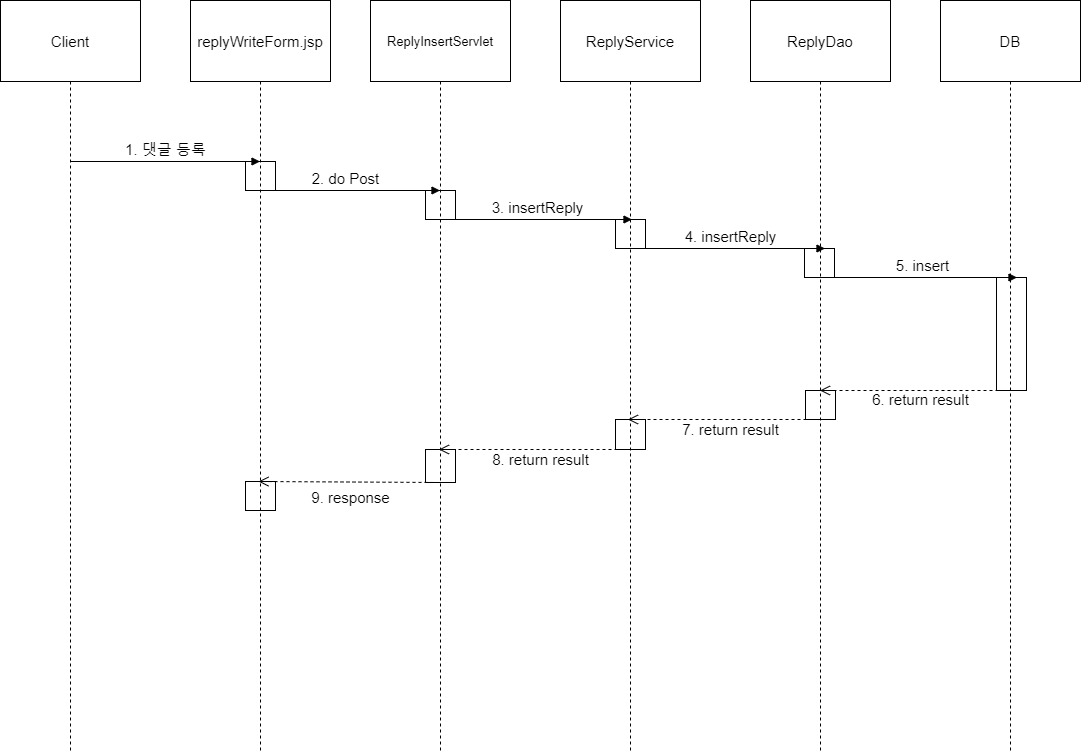 Client
replyWriteForm.jsp
ReplyInsertServlet
ReplyService
ReplyDao
DB
1. 댓글 등록
2. do Post
3. insertReply
4. insertReply
5. insert
6. return result
7. return result
8. return result
9. response